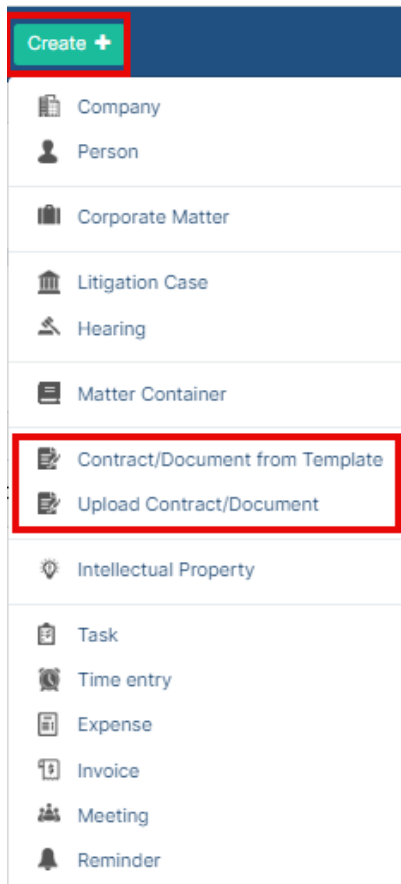 Create +
Company
Person
Corporate Matter
Litigation Case
Hearing
Matter Container
Contract/Document from Template
Upload Contract/Document
Intellectual Property
Task
Time entry
Expense
Invoice
Meeting
Reminder